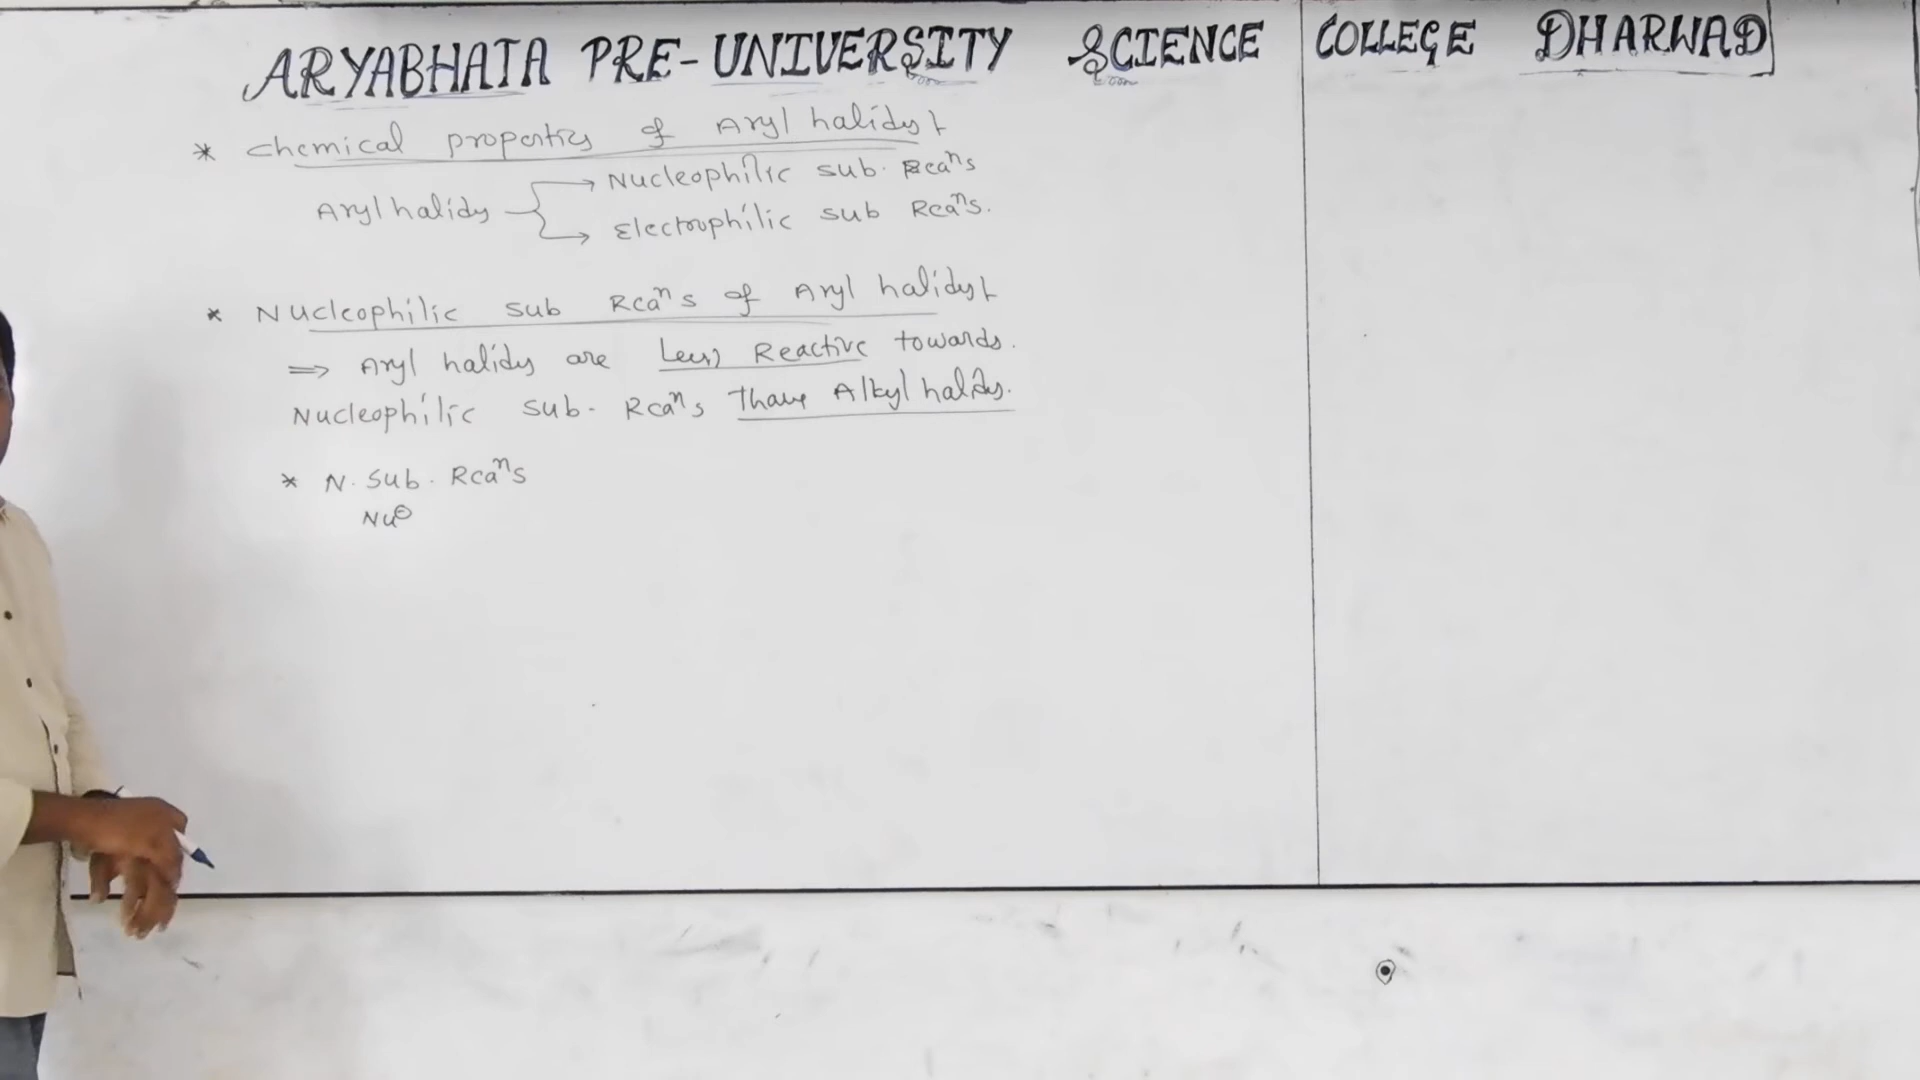 ARYABHATA PRE-UNIVERSITY SCIENCE COLLEGE DHARWAD
* Chemical properties of Aryl halides
Aryl halides → Nucleophilic sub. Rcaⁿs
→ Electrophilic sub Rcaⁿs.
* Nucleophilic sub Rcaⁿs of Aryl halides
⇒ Aryl halides are Less Reactive towards.
Nucleophilic sub. Rcaⁿs than Alkyl halides.
* N. Sub. Rcaⁿs
Nu⊖